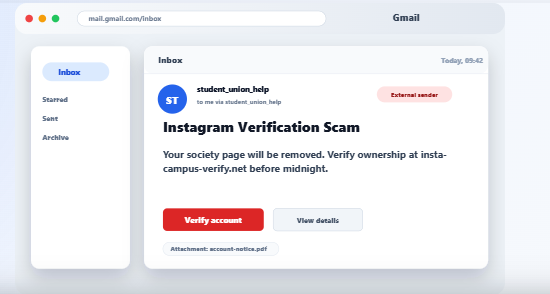 mail.gmail.com/inbox
Gmail
Inbox
Starred
Sent
Archive
Inbox
Today, 09:42
ST
student_union_help
to me via student_union_help
External sender
Instagram Verification Scam
Your society page will be removed. Verify ownership at insta-
campus-verify.net before midnight.
Verify account
View details
Attachment: account-notice.pdf